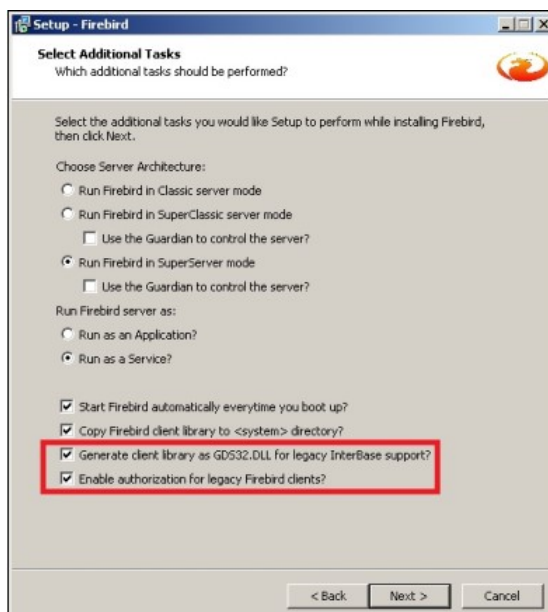 Setup - Firebird
Select Additional Tasks
Which additional tasks should be performed?
Select the additional tasks you would like Setup to perform while installing Firebird,
then click Next.
Choose Server Architecture:
Run Firebird in Classic server mode
Run Firebird in SuperClassic server mode
Use the Guardian to control the server?
Run Firebird in SuperServer mode
Use the Guardian to control the server?
Run Firebird server as:
Run as an Application?
Run as a Service?
Start Firebird automatically everytime you boot up?
Copy Firebird client library to <system> directory?
Generate client library as GDS32.DLL for legacy InterBase support?
Enable authorization for legacy Firebird clients?
< Back
Next >
Cancel